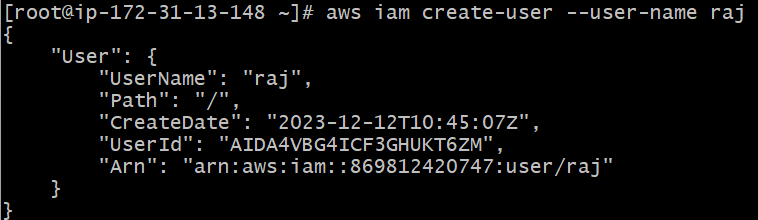 [root@ip-172-31-13-148 ~]# aws iam create-user --user-name raj
{
    "User": {
        "UserName": "raj",
        "Path": "/",
        "CreateDate": "2023-12-12T10:45:07Z",
        "UserId": "AIDA4VBG4ICF3GHUKT6ZM",
        "Arn": "arn:aws:iam::869812420747:user/raj"
    }
}